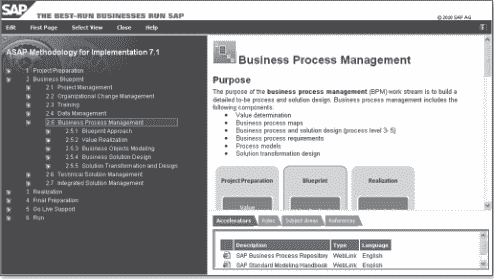 SAP
THE BEST-RUN BUSINESSES RUN SAP
© 2010 SAP AG
Exit First Page Select View Close Help
ASAP Methodology for Implementation 7.1
1 Project Preparation
2 Business Blueprint
2.1 Project Management
2.2 Organizational Change Management
2.3 Training
2.4 Data Management
2.5 Business Process Management
2.5.1 Blueprint Approach
2.5.2 Value Realization
2.5.3 Business Objects Modeling
2.5.4 Business Solution Design
2.5.5 Solution Transformation and Design
2.6 Technical Solution Management
2.7 Integrated Solution Management
3 Realization
4 Final Preparation
5 Go Live Support
6 Run
Business Process Management
Purpose
The purpose of the business process management (BPM) work stream is to build a
detailed to-be process and solution design. Business process management includes the
following components.
• Value determination
• Business process maps
• Business process and solution design (process level 3- 5)
• Business process requirements
• Process models
• Solution transformation design
Project Preparation Blueprint Realization
Value
Accelerators Roles Subject Areas References
Description Type Language
SAP Business Process Repository WebLink English
SAP Standard Modeling Handbook WebLink English